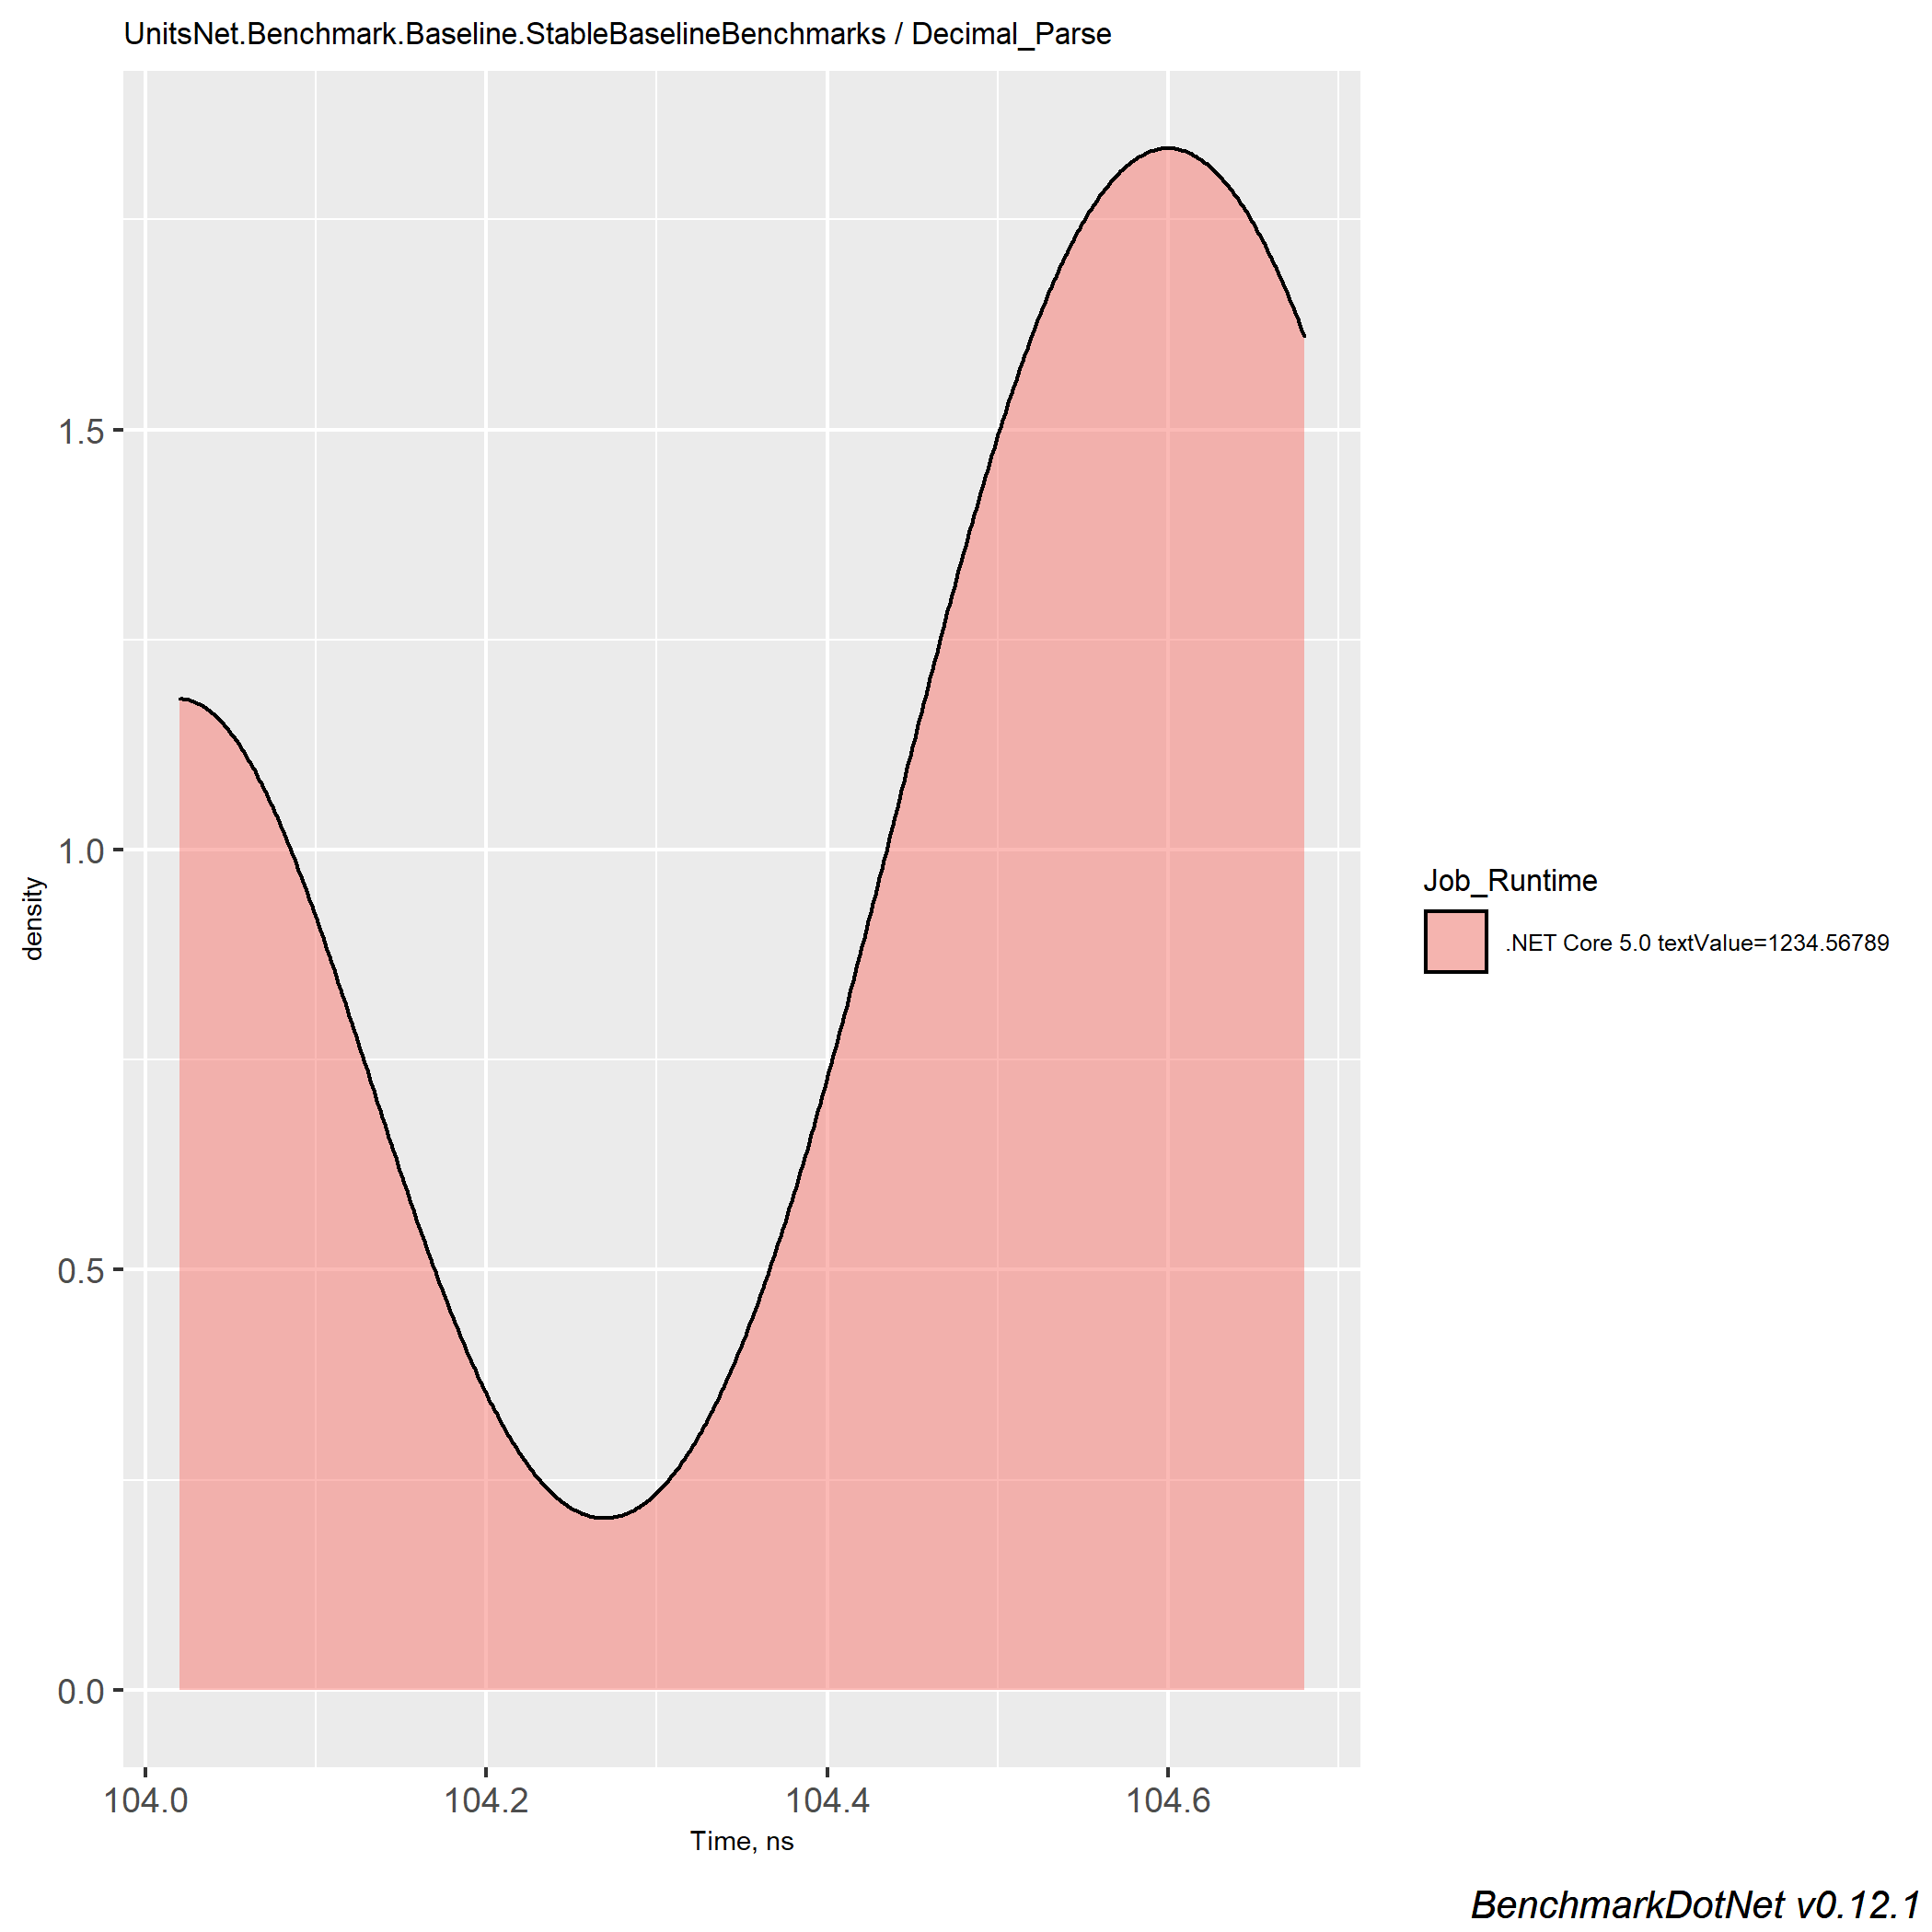 UnitsNet.Benchmark.Baseline.StableBaselineBenchmarks / Decimal_Parse
density
1.5
1.0
0.5
0.0
104.0 104.2 104.4 104.6
Time, ns
Job_Runtime
.NET Core 5.0 textValue=1234.56789
BenchmarkDotNet v0.12.1